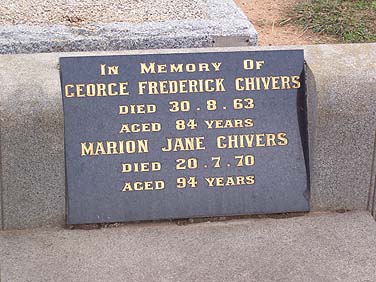 In Memory Of
GEORGE FREDERICK CHIVERS
DIED 30.8.63
AGED 84 YEARS
MARION JANE CHIVERS
DIED 20.7.70
AGED 94 YEARS